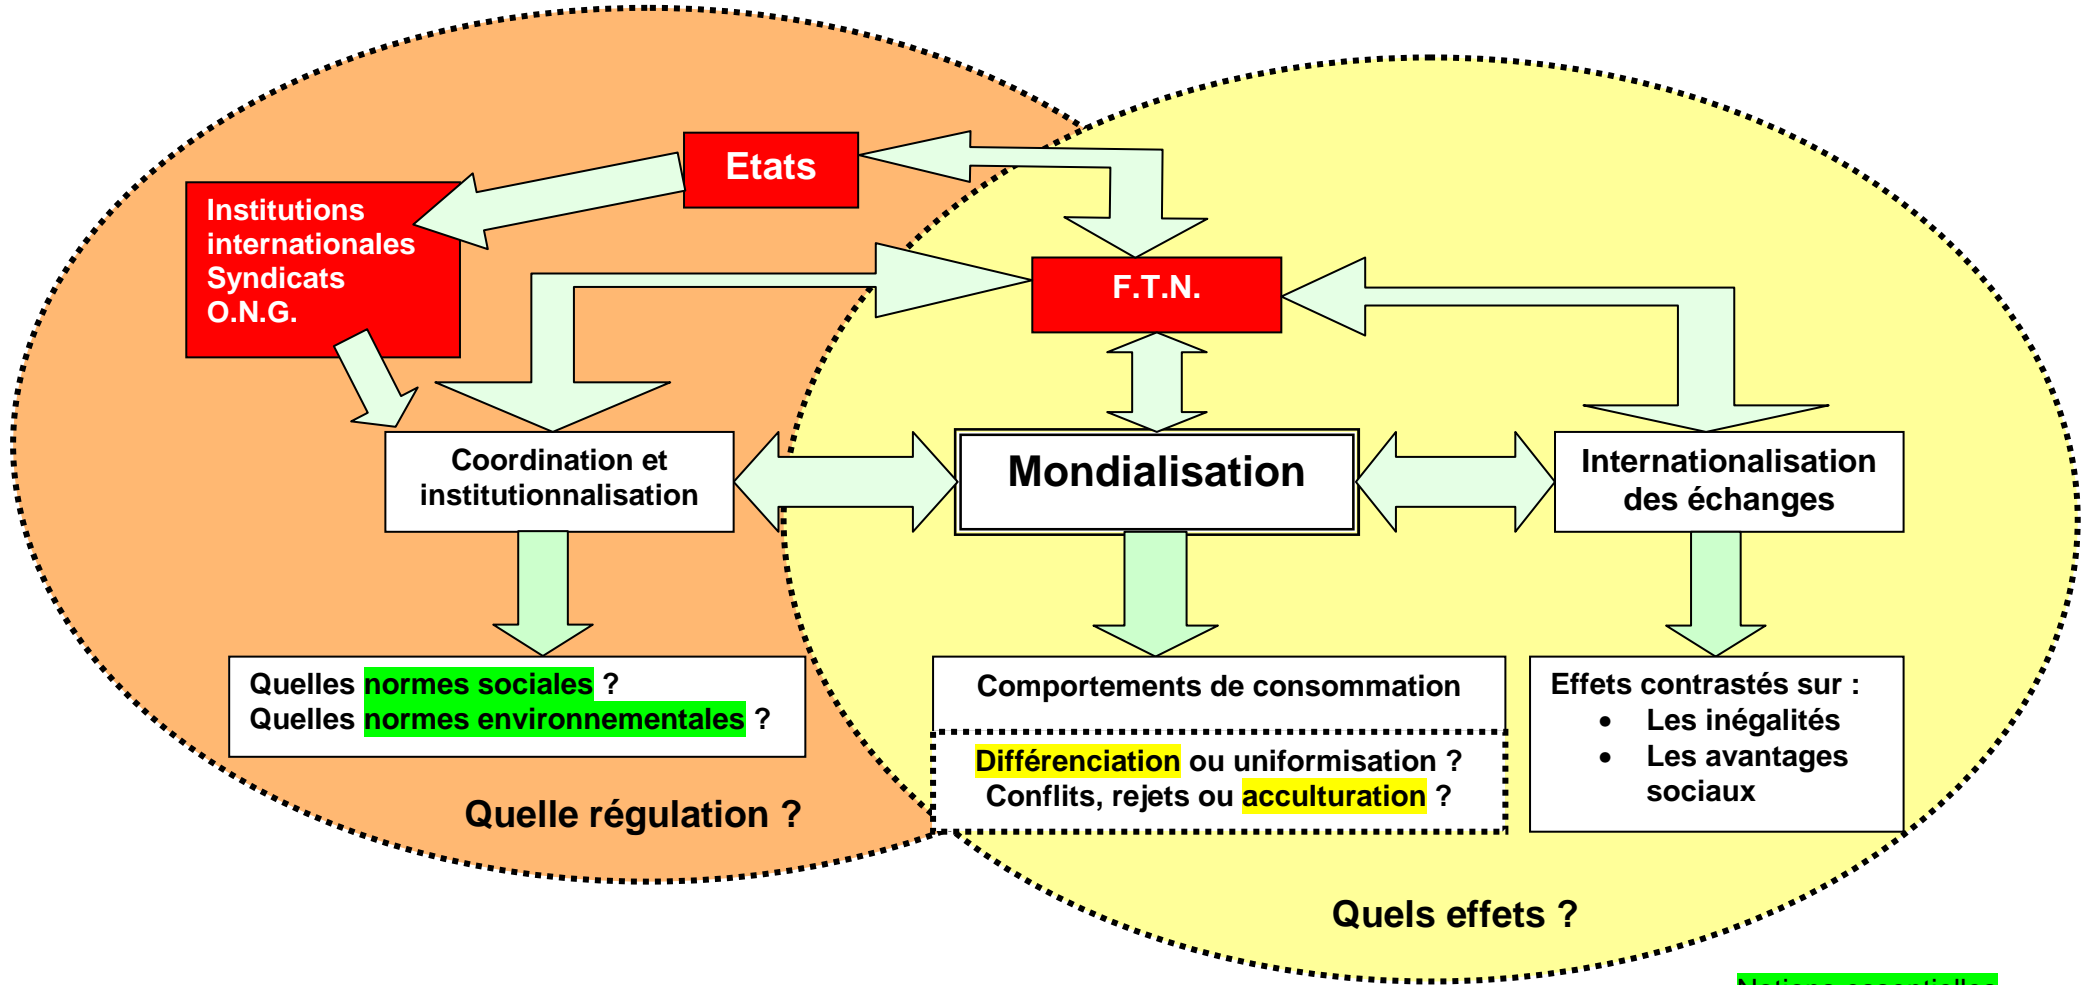 Etats
Institutions
internationales
Syndicats
O.N.G.
F.T.N.
Coordination et
institutionnalisation
Mondialisation
Internationalisation
des échanges
Quelles normes sociales ?
Quelles normes environnementales ?
Comportements de consommation
Différenciation ou uniformisation ?
Conflits, rejets ou acculturation ?
Effets contrastés sur :
• Les inégalités
• Les avantages
sociaux
Quelle régulation ?
Quels effets ?
Notions essentielles